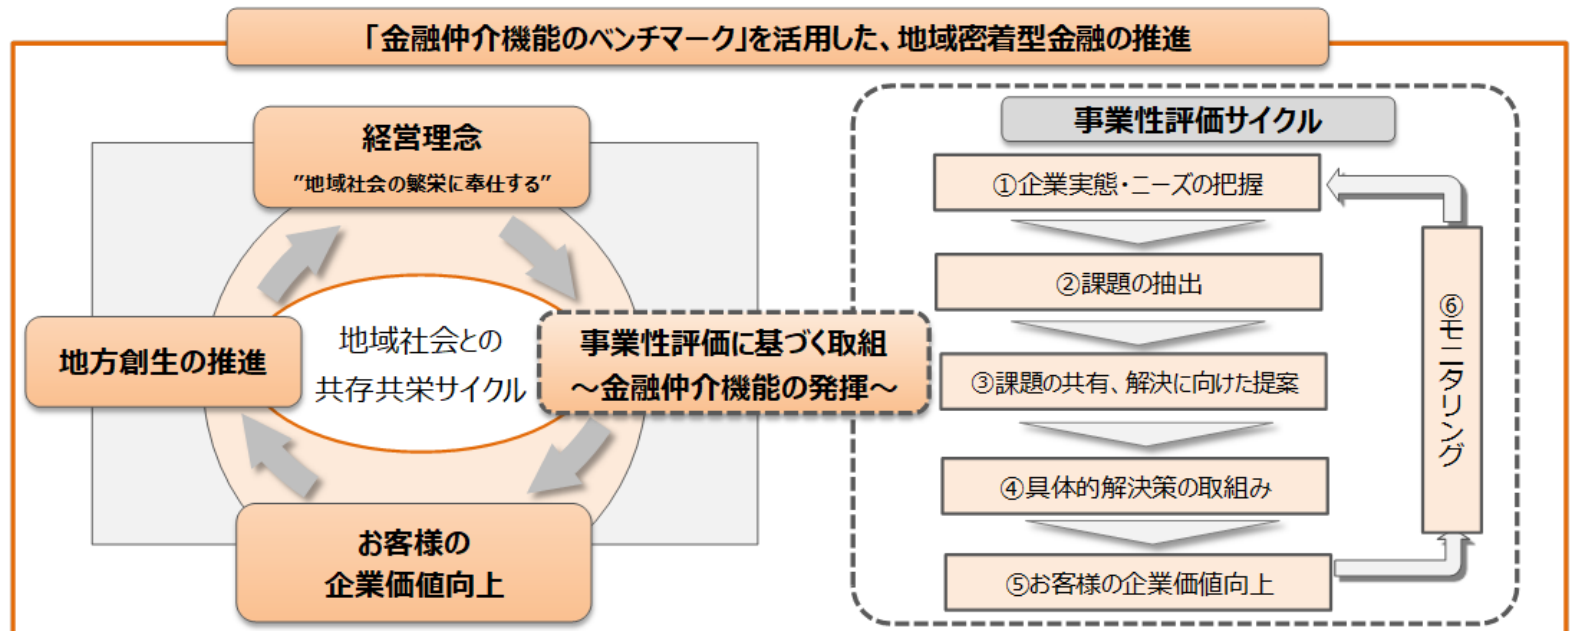 「金融仲介機能のベンチマーク」を活用した、地域密着型金融の推進
経営理念
”地域社会の繁栄に奉仕する”
地方創生の推進
地域社会との
共存共栄サイクル
事業性評価に基づく取組
～金融仲介機能の発揮～
お客様の
企業価値向上
事業性評価サイクル
①企業実態・ニーズの把握
②課題の抽出
③課題の共有、解決に向けた提案
④具体的解決策の取組み
⑤お客様の企業価値向上
⑥モニタリング